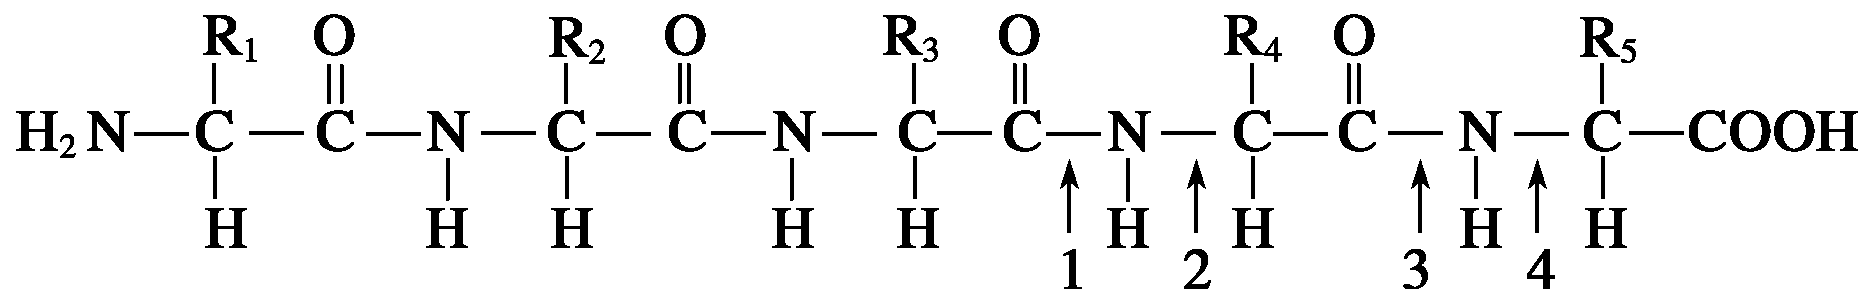 R₁ O R₂ O R₃ O R₄ O R₅
H₂N—C—C—N—C—C—N—C—C—N—C—C—N—C—COOH
H H H H H H H H H
1 2 3 4